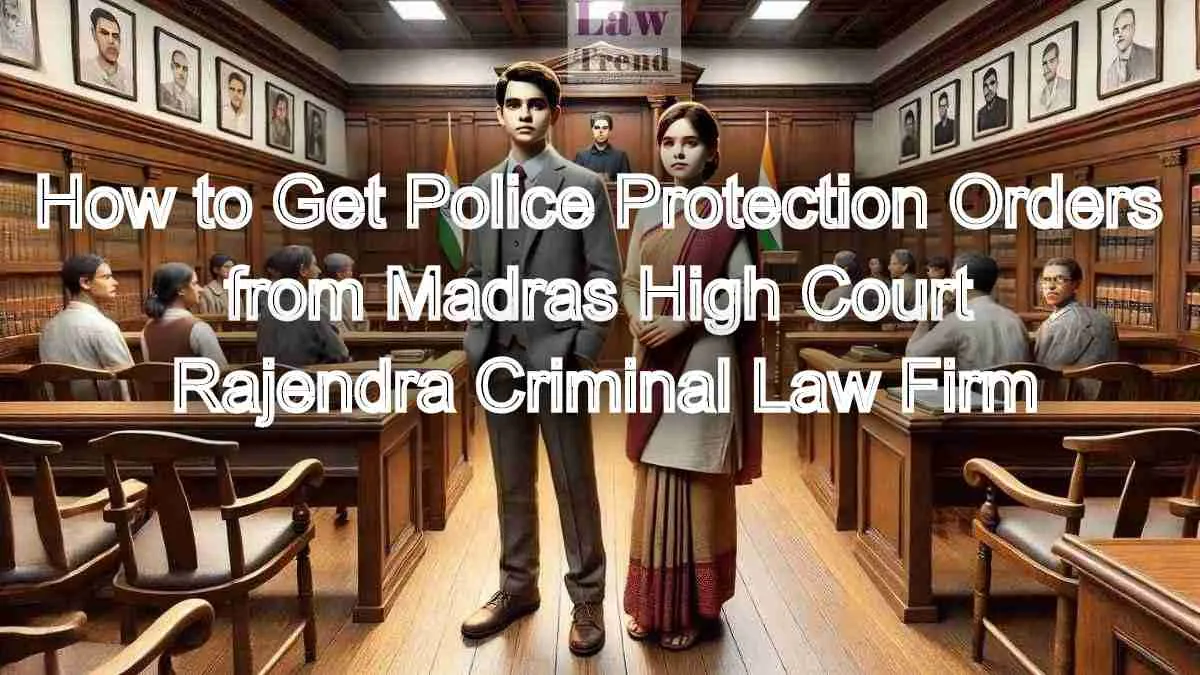 Law
Trend
How to Get Police Protection Orders
from Madras High Court
Rajendra Criminal Law Firm